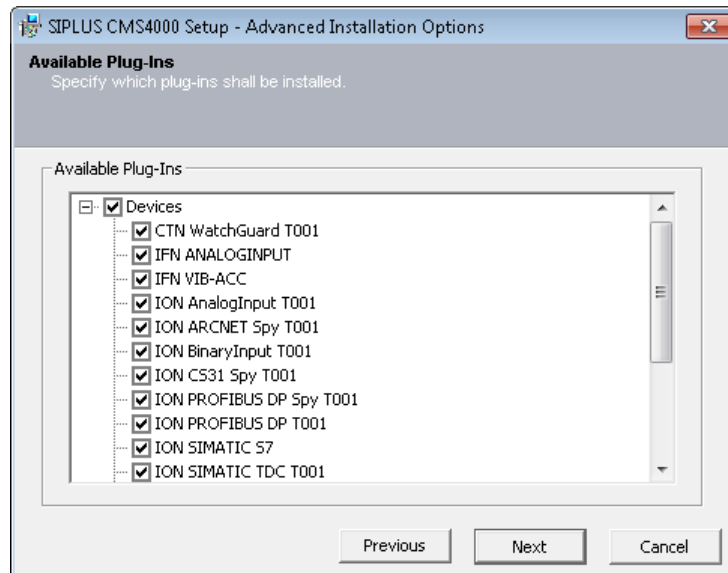 SIPLUS CMS4000 Setup - Advanced Installation Options
Available Plug-Ins
Specify which plug-ins shall be installed.
Available Plug-Ins
Devices
CTN WatchGuard T001
IFN ANALOGINPUT
IFN VIB-ACC
ION AnalogInput T001
ION ARCNET Spy T001
ION BinaryInput T001
ION CS31 Spy T001
ION PROFIBUS DP Spy T001
ION PROFIBUS DP T001
ION SIMATIC S7
ION SIMATIC TDC T001
Previous
Next
Cancel